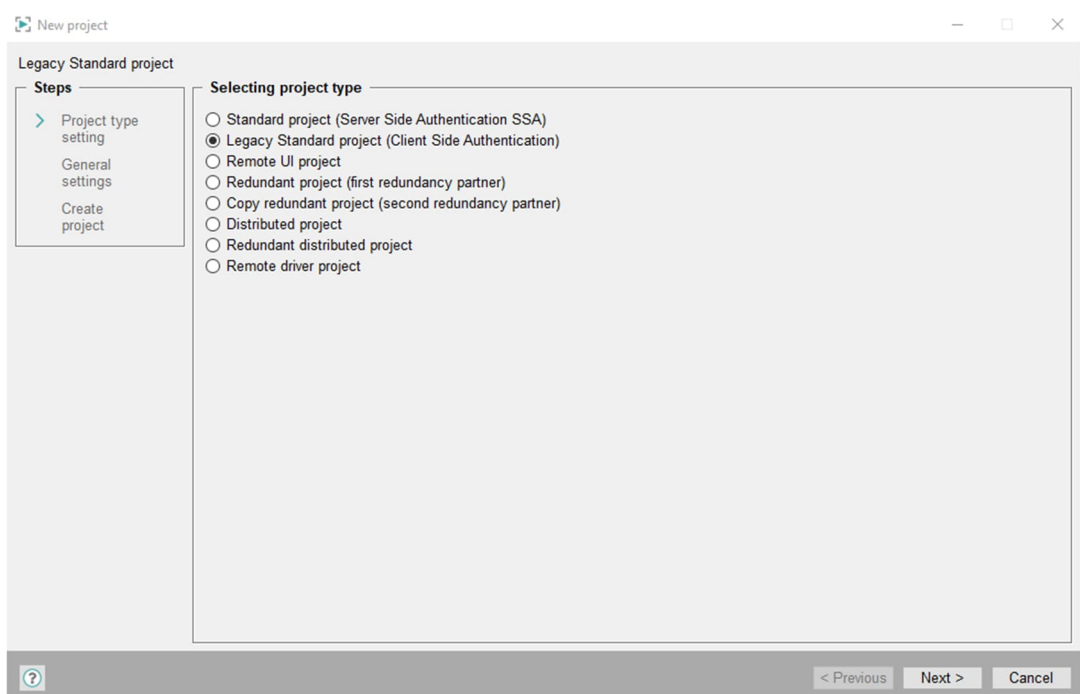 New project
Legacy Standard project
Steps
Project type
setting
General
settings
Create
project
Selecting project type
Standard project (Server Side Authentication SSA)
Legacy Standard project (Client Side Authentication)
Remote UI project
Redundant project (first redundancy partner)
Copy redundant project (second redundancy partner)
Distributed project
Redundant distributed project
Remote driver project
?
< Previous
Next >
Cancel